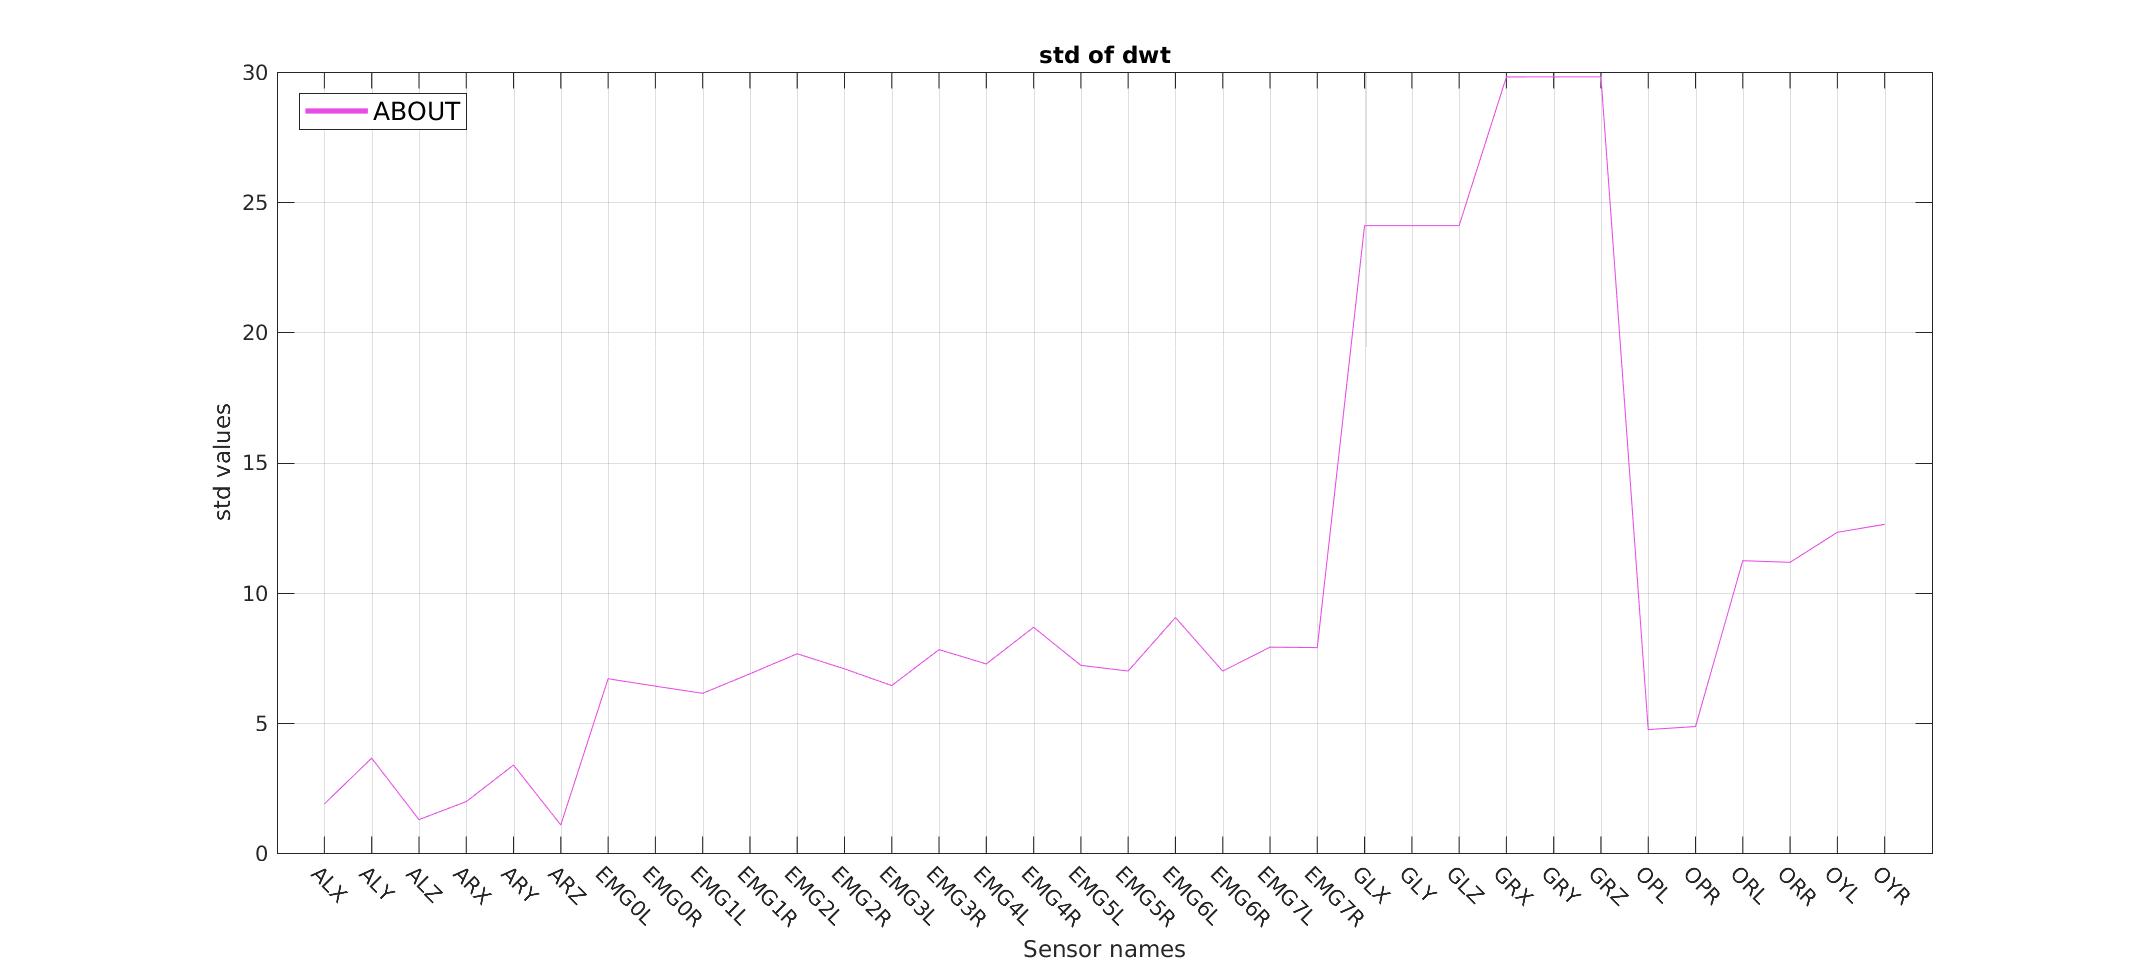 std of dwt
ABOUT
30
25
20
15
10
5
0
std values
ALX ALY ALZ ARX ARY ARZ EMG0L EMG0R EMG1L EMG1R EMG2L EMG2R EMG3L EMG3R EMG4L EMG4R EMG5L EMG5R EMG6L EMG6R EMG7L EMG7R GLX GLY GLZ GRX GRY GRZ OPL OPR ORL ORR OYL OYR
Sensor names